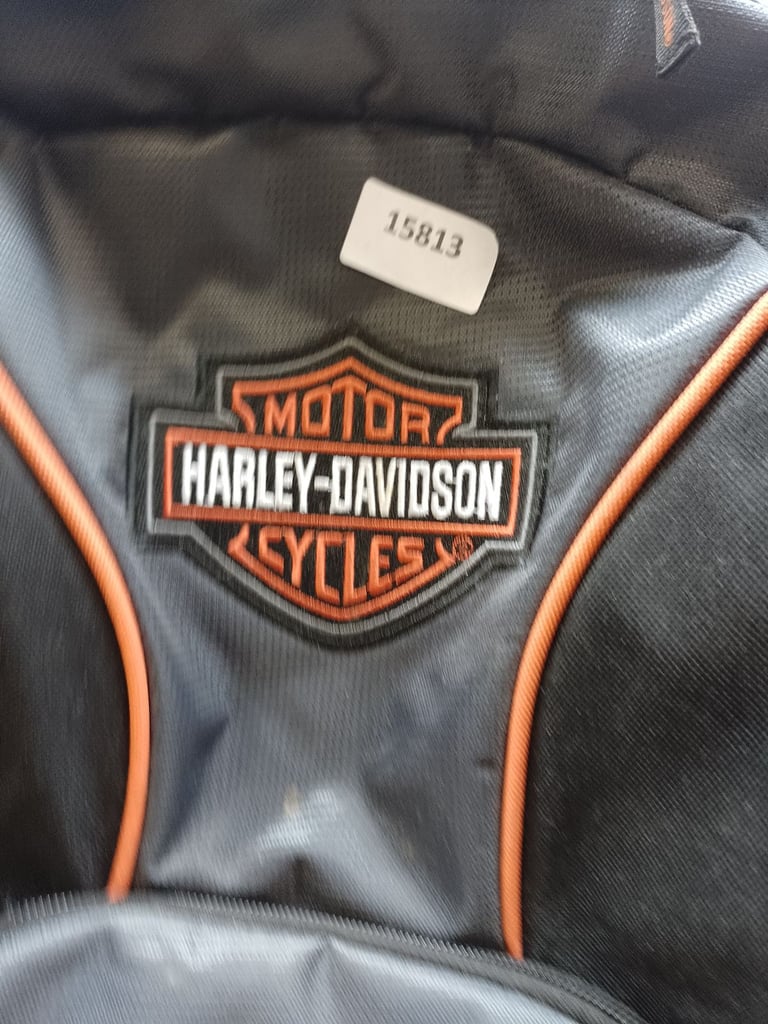 15813
MOTOR
HARLEY-DAVIDSON
CYCLES ®